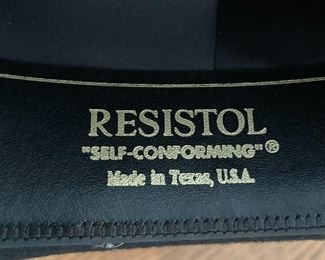 RESISTOL
"SELF-CONFORMING"®
Made in Texas, U.S.A.